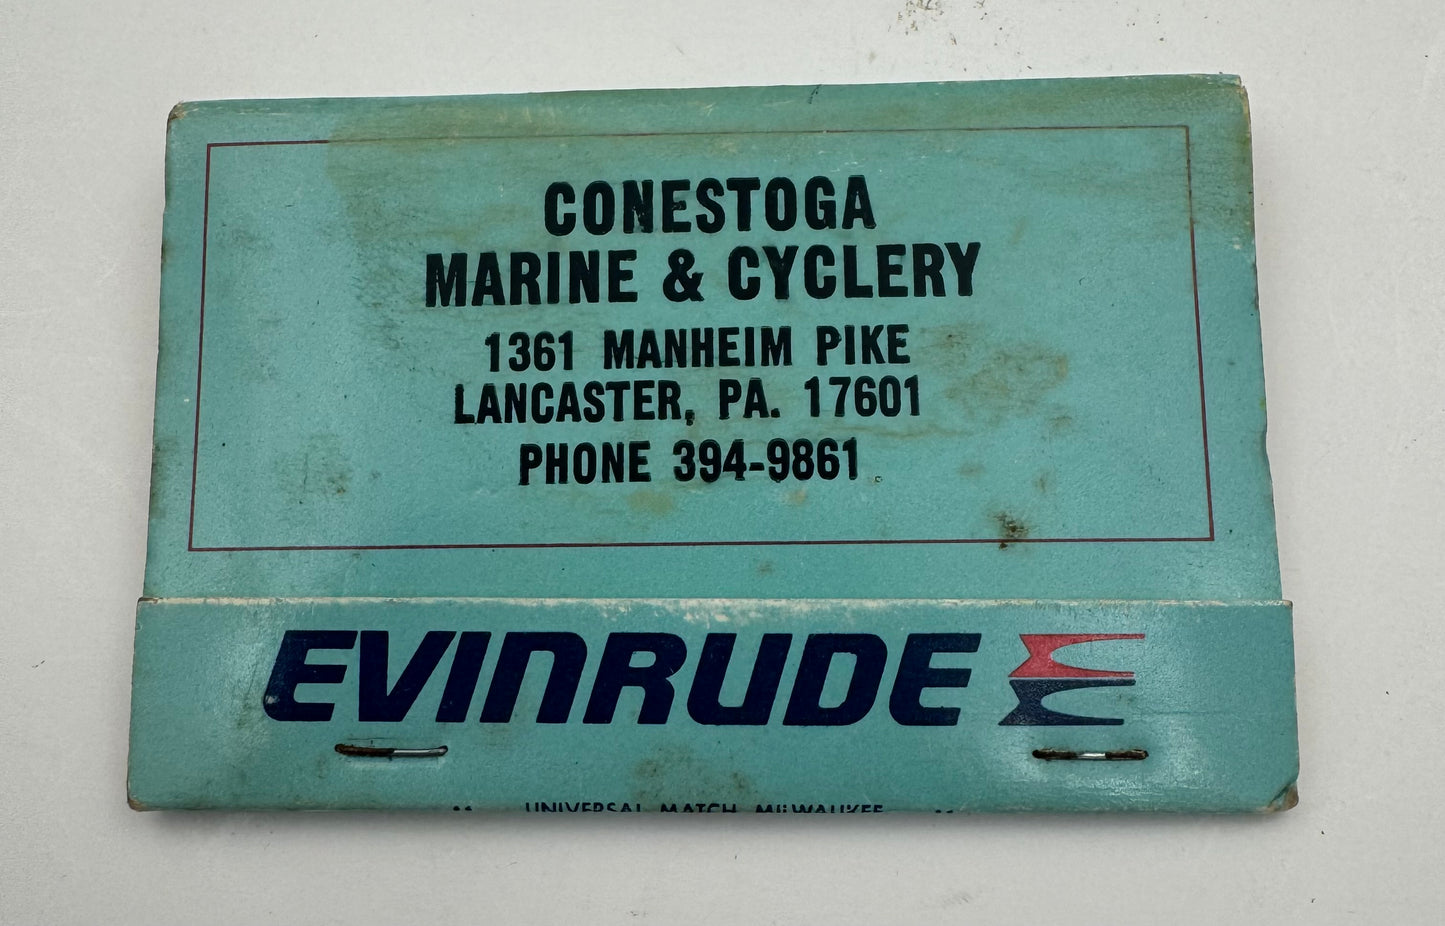 CONESTOGA
MARINE & CYCLERY
1361 MANHEIM PIKE
LANCASTER, PA. 17601
PHONE 394-9861
EVINRUDE
UNIVERSAL MATCH MILWAUKEE